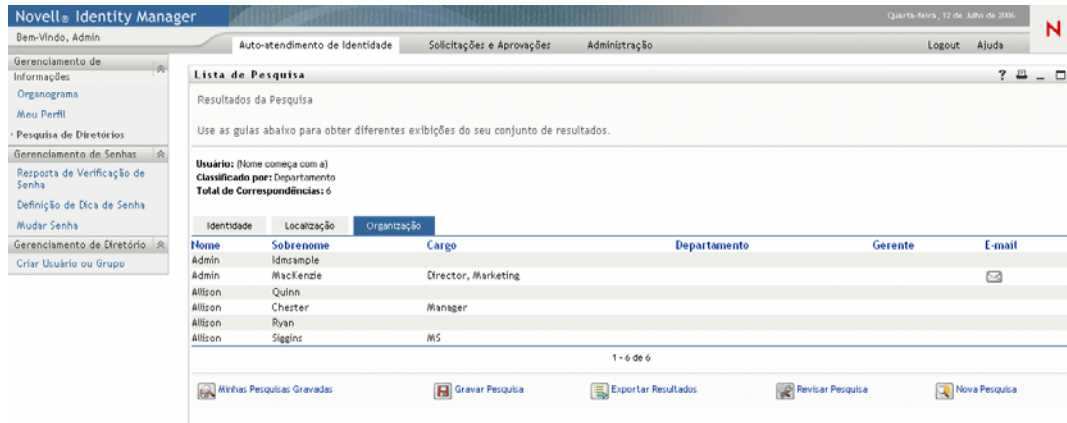 Novell® Identity Manager
Quarta-feira, 12 de Julho de 2006
N
Bem-Vindo, Admin
Auto-atendimento de Identidade
Solicitações e Aprovações
Administração
Logout
Ajuda
Gerenciamento de Informações
Organograma
Meu Perfil
Pesquisa de Diretórios
Gerenciamento de Senhas
Resposta de Verificação de Senha
Definição de Dica de Senha
Mudar Senha
Gerenciamento de Diretório
Criar Usuário ou Grupo
Lista de Pesquisa
?
Resultados da Pesquisa
Use as guias abaixo para obter diferentes exibições do seu conjunto de resultados.
Usuário: (Nome começa com a)
Classificado por: Departamento
Total de Correspondências: 6
Identidade Localização Organização
Nome Sobrenome Cargo Departamento Gerente E-mail
Admin Idmsample
Admin MacKenzie Director, Marketing
Allison Quinn
Allison Chester Manager
Allison Ryan
Allison Siggins MS
1 - 6 de 6
Minhas Pesquisas Gravadas
Gravar Pesquisa
Exportar Resultados
Revisar Pesquisa
Nova Pesquisa